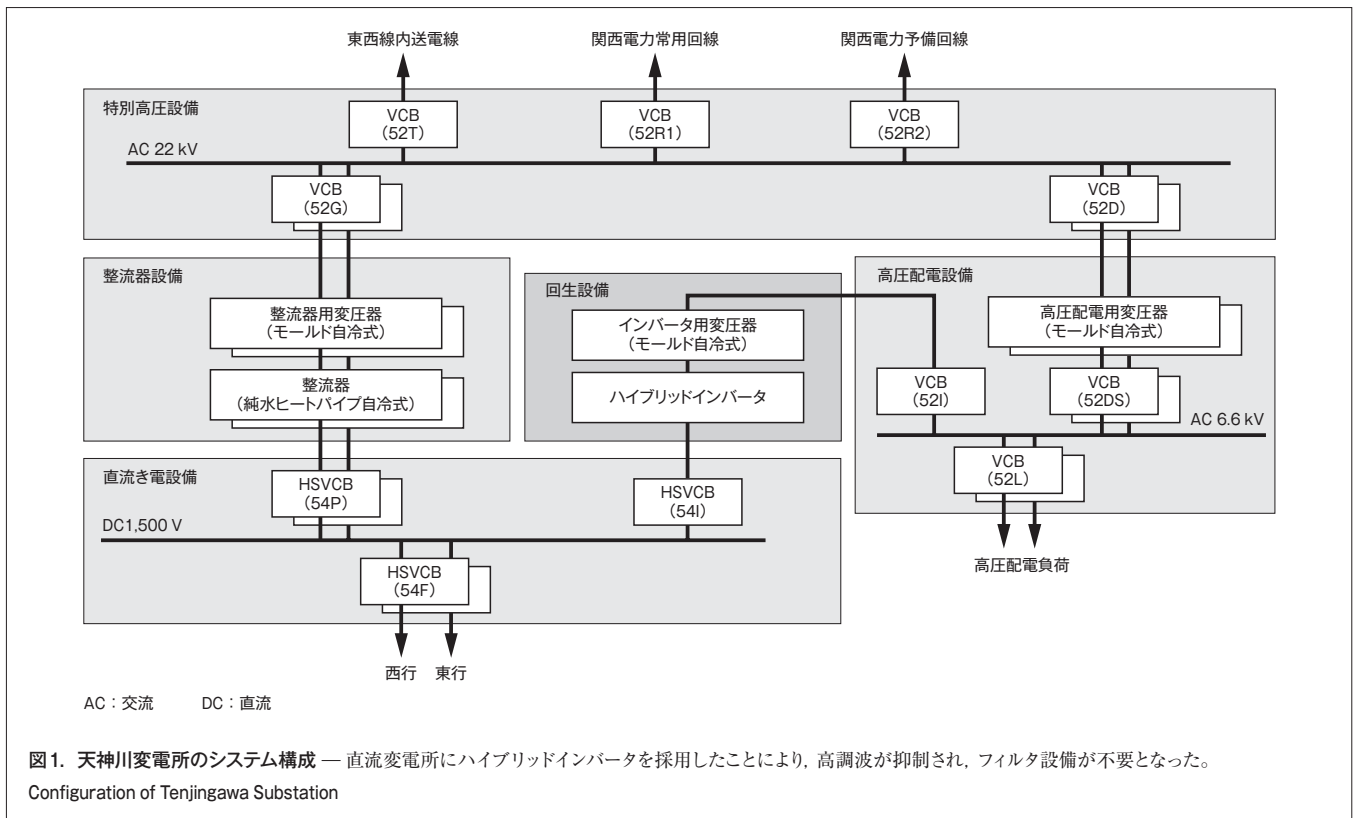 東西線内送電線
関西電力常用回線
関西電力予備回線
特別高圧設備
VCB
(52T)
VCB
(52R1)
VCB
(52R2)
AC 22 kV
VCB
(52G)
VCB
(52D)
整流器設備
整流器用変圧器
(モールド自冷式)
整流器
(純水ヒートパイプ自冷式)
回生設備
インバータ用変圧器
(モールド自冷式)
ハイブリッドインバータ
高圧配電設備
高圧配電用変圧器
(モールド自冷式)
VCB
(52I)
VCB
(52DS)
AC 6.6 kV
VCB
(52L)
高圧配電負荷
直流き電設備
HSVCB
(54P)
HSVCB
(54I)
DC1,500 V
HSVCB
(54F)
西行
東行
AC:交流 DC:直流
図1. 天神川変電所のシステム構成 — 直流変電所にハイブリッドインバータを採用したことにより,高調波が抑制され,フィルタ設備が不要となった。
Configuration of Tenjingawa Substation